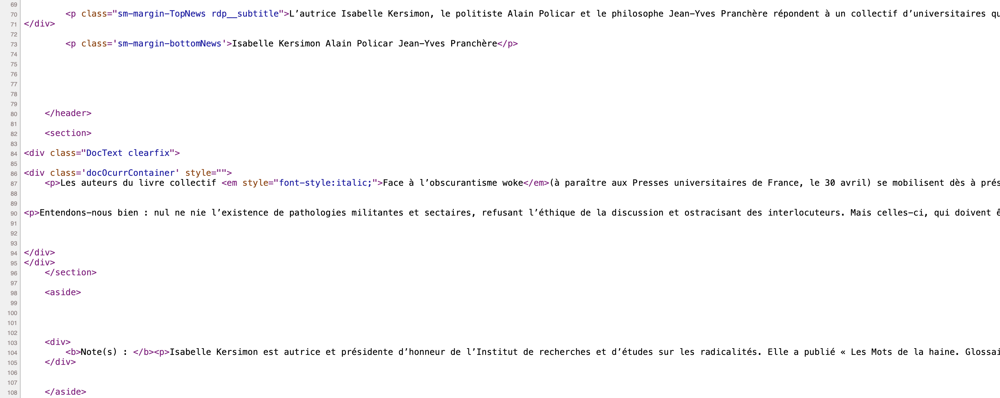 69
70 <p class="sm-margin-TopNews rdp__subtitle">L’autrice Isabelle Kersimon, le politiste Alain Policar et le philosophe Jean-Yves Pranchère répondent à un collectif d’universitaires qu
71 </div>
72
73 <p class='sm-margin-bottomNews'>Isabelle Kersimon Alain Policar Jean-Yves Pranchère</p>
74
75
76
77
78
79
80 </header>
81
82 <section>
83
84 <div class="DocText clearfix">
85
86 <div class='docOcurrContainer' style="">
87 <p>Les auteurs du livre collectif <em style="font-style:italic;">Face à l’obscurantisme woke</em>(à paraître aux Presses universitaires de France, le 30 avril) se mobilisent dès à prés
88
89
90 <p>Entendons-nous bien : nul ne nie l’existence de pathologies militantes et sectaires, refusant l’éthique de la discussion et ostracisant des interlocuteurs. Mais celles-ci, qui doivent ê
91
92
93
94 </div>
95 </div>
96 </section>
97
98 <aside>
99
100
101
102
103 <div>
104 <b>Note(s) : </b><p>Isabelle Kersimon est autrice et présidente d’honneur de l’Institut de recherches et d’études sur les radicalités. Elle a publié « Les Mots de la haine. Glossai
105 </div>
106
107
108 </aside>